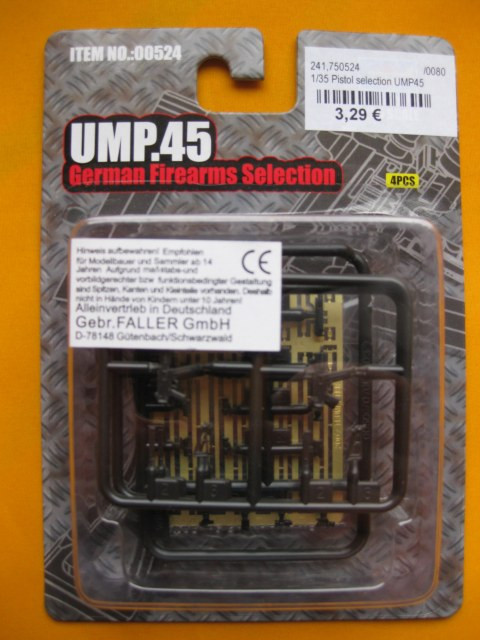 ITEM NO.:00524
241,750524 /0080
1/35 Pistol selection UMP45
3,29 €
UMP.45
German Firearms Selection
4PCS
Hinweis aufbewahren! Empfohlen
für Modellbauer und Sammler ab 14
Jahren. Aufgrund maßstabs-und
vorbildgerechter bzw. funktionsbedingter Gestaltung
sind Spitzen, Kanten und Kleinteile vorhanden, Deshalb
nicht in Hände von Kindern unter 10 Jahren!
CE
Alleinvertrieb in Deutschland
Gebr.FALLER GmbH
D-78148 Gütenbach/Schwarzwald